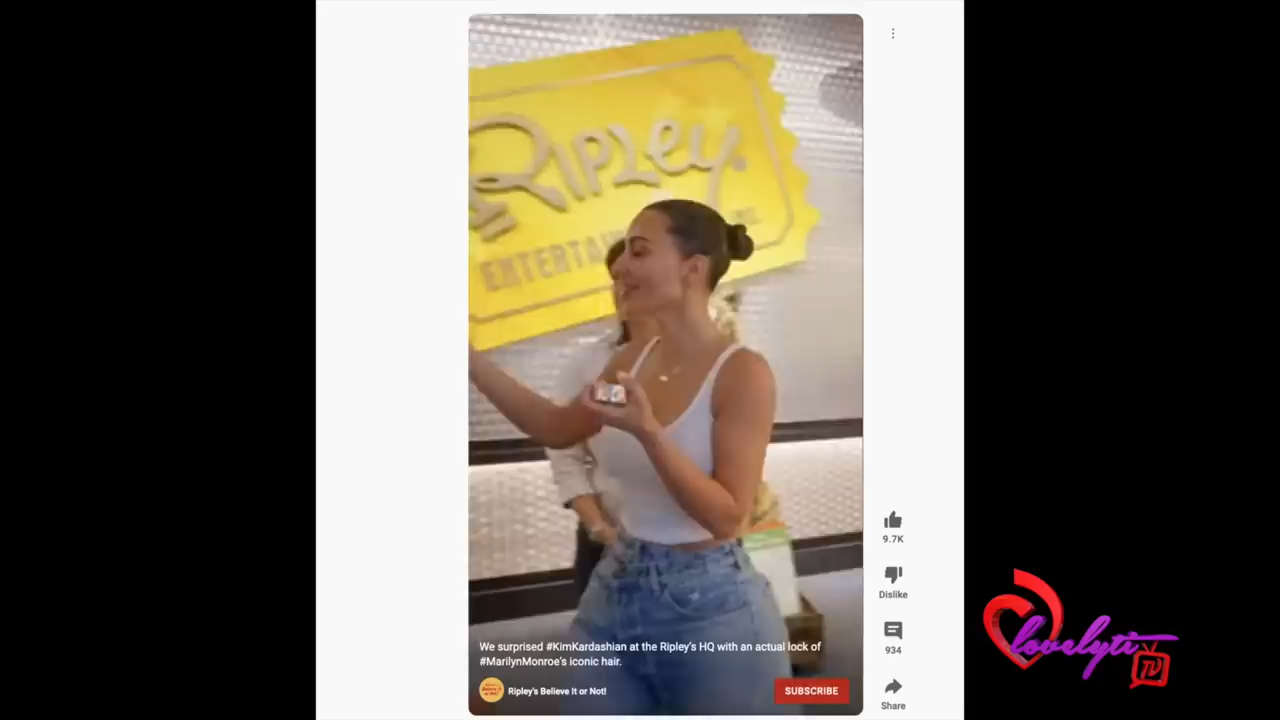 RIPLEY
ENTERTAI
9.7K
Dislike
934
We surprised #KimKardashian at the Ripley's HQ with an actual lock of
#MarilynMonroe's iconic hair.
Ripley's Believe It or Not!
SUBSCRIBE
Share
lovelyti
TV